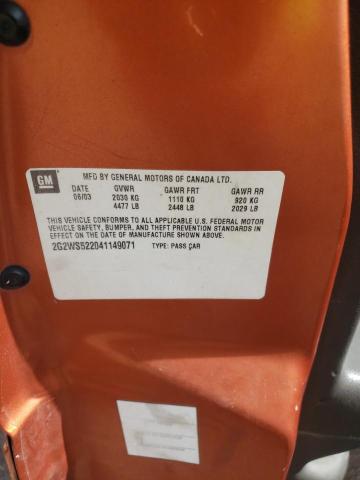 GM
MFD BY GENERAL MOTORS OF CANADA LTD.
DATE GVWR GAWR FRT GAWR RR
06/03 2030 KG 1110 KG 920 KG
4477 LB 2448 LB 2029 LB
THIS VEHICLE CONFORMS TO ALL APPLICABLE U.S. FEDERAL MOTOR
VEHICLE SAFETY, BUMPER, AND THEFT PREVENTION STANDARDS IN
EFFECT ON THE DATE OF MANUFACTURE SHOWN ABOVE.
2G2WS522041149071 TYPE: PASS CAR